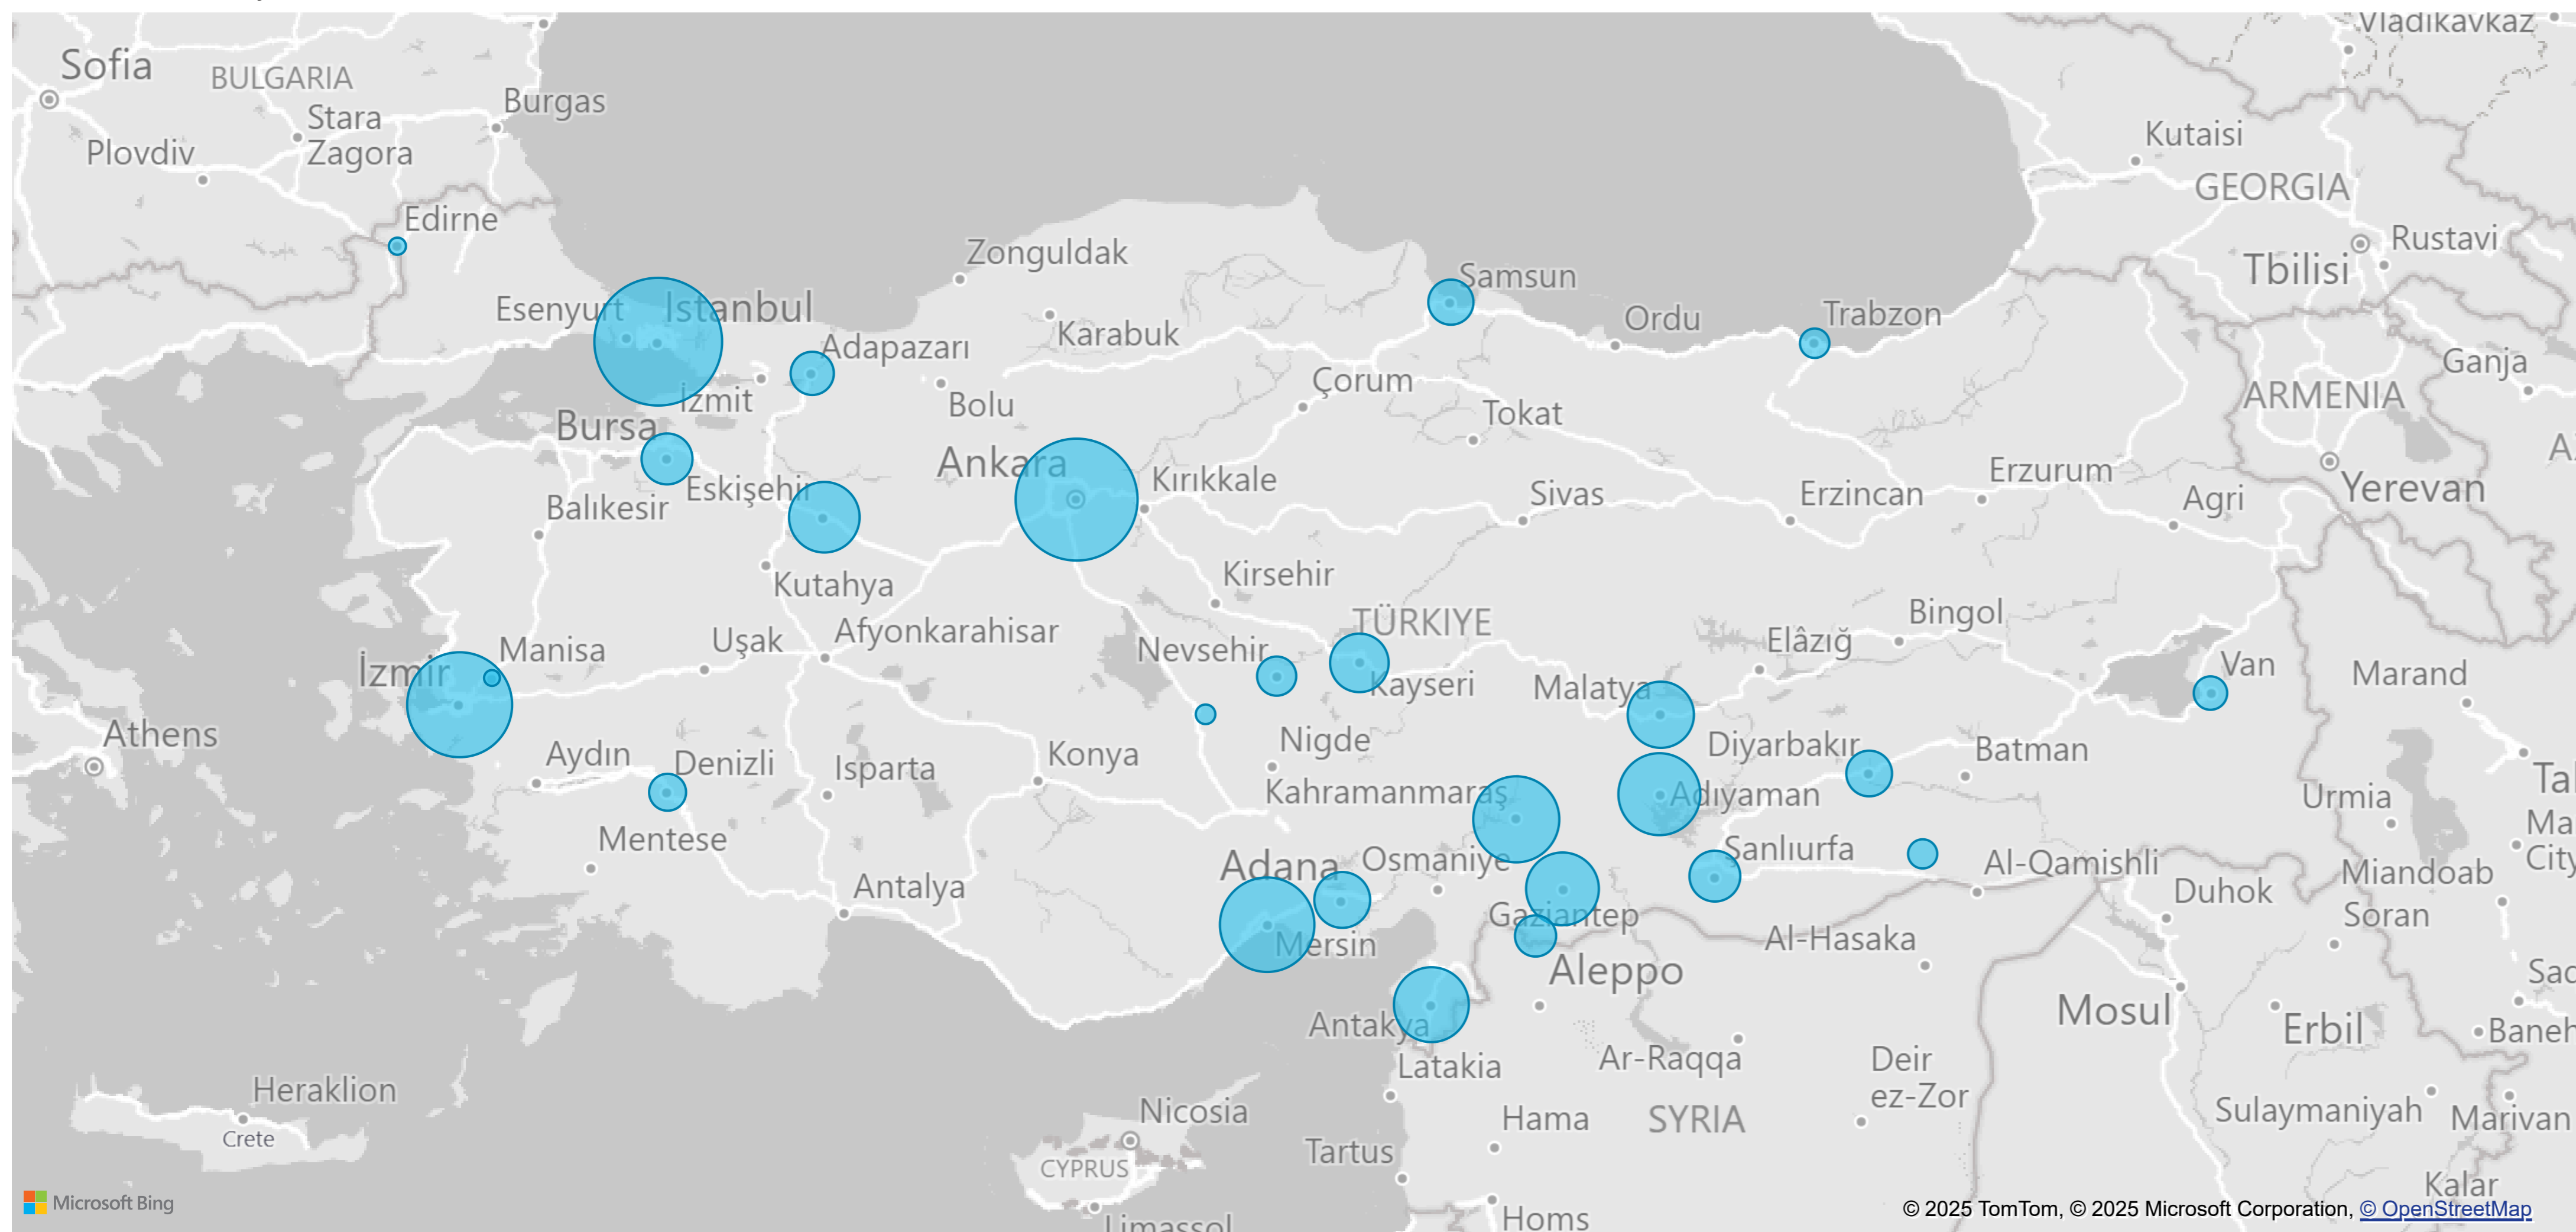 Vladikavkaz
Sofia
BULGARIA
Burgas
Stara
Zagora
Plovdiv
Kutaisi
GEORGIA
Edirne
Rustavi
Tbilisi
Zonguldak
Samsun
Esenyurt
Istanbul
Ordu
Trabzon
Karabuk
Adapazarı
Ganja
Çorum
ARMENIA
İzmit
Bolu
Tokat
Bursa
Ankara
Kırıkkale
Erzurum
Eskişehir
Balıkesir
Sivas
Erzincan
Agri
Yerevan
Kutahya
Kirsehir
TÜRKIYE
Bingol
Afyonkarahisar
Uşak
Elâzığ
Manisa
Nevsehir
İzmir
Kayseri
Malatya
Van
Marand
Athens
Nigde
Diyarbakır
Batman
Aydın
Denizli
Isparta
Konya
Kahramanmaraş
Adıyaman
Urmia
Mentese
Şanlıurfa
Adana
Osmaniye
Al-Qamishli
Miandoab
Antalya
Duhok
Soran
Gaziantep
Mersin
Al-Hasaka
Aleppo
Mosul
Antakya
Erbil
Ar-Raqqa
Latakia
Deir
ez-Zor
Heraklion
Crete
Nicosia
Hama
SYRIA
Sulaymaniyah
Marivan
Tartus
CYPRUS
Kalar
Microsoft Bing
Limassol
Homs
© 2025 TomTom, © 2025 Microsoft Corporation, © OpenStreetMap